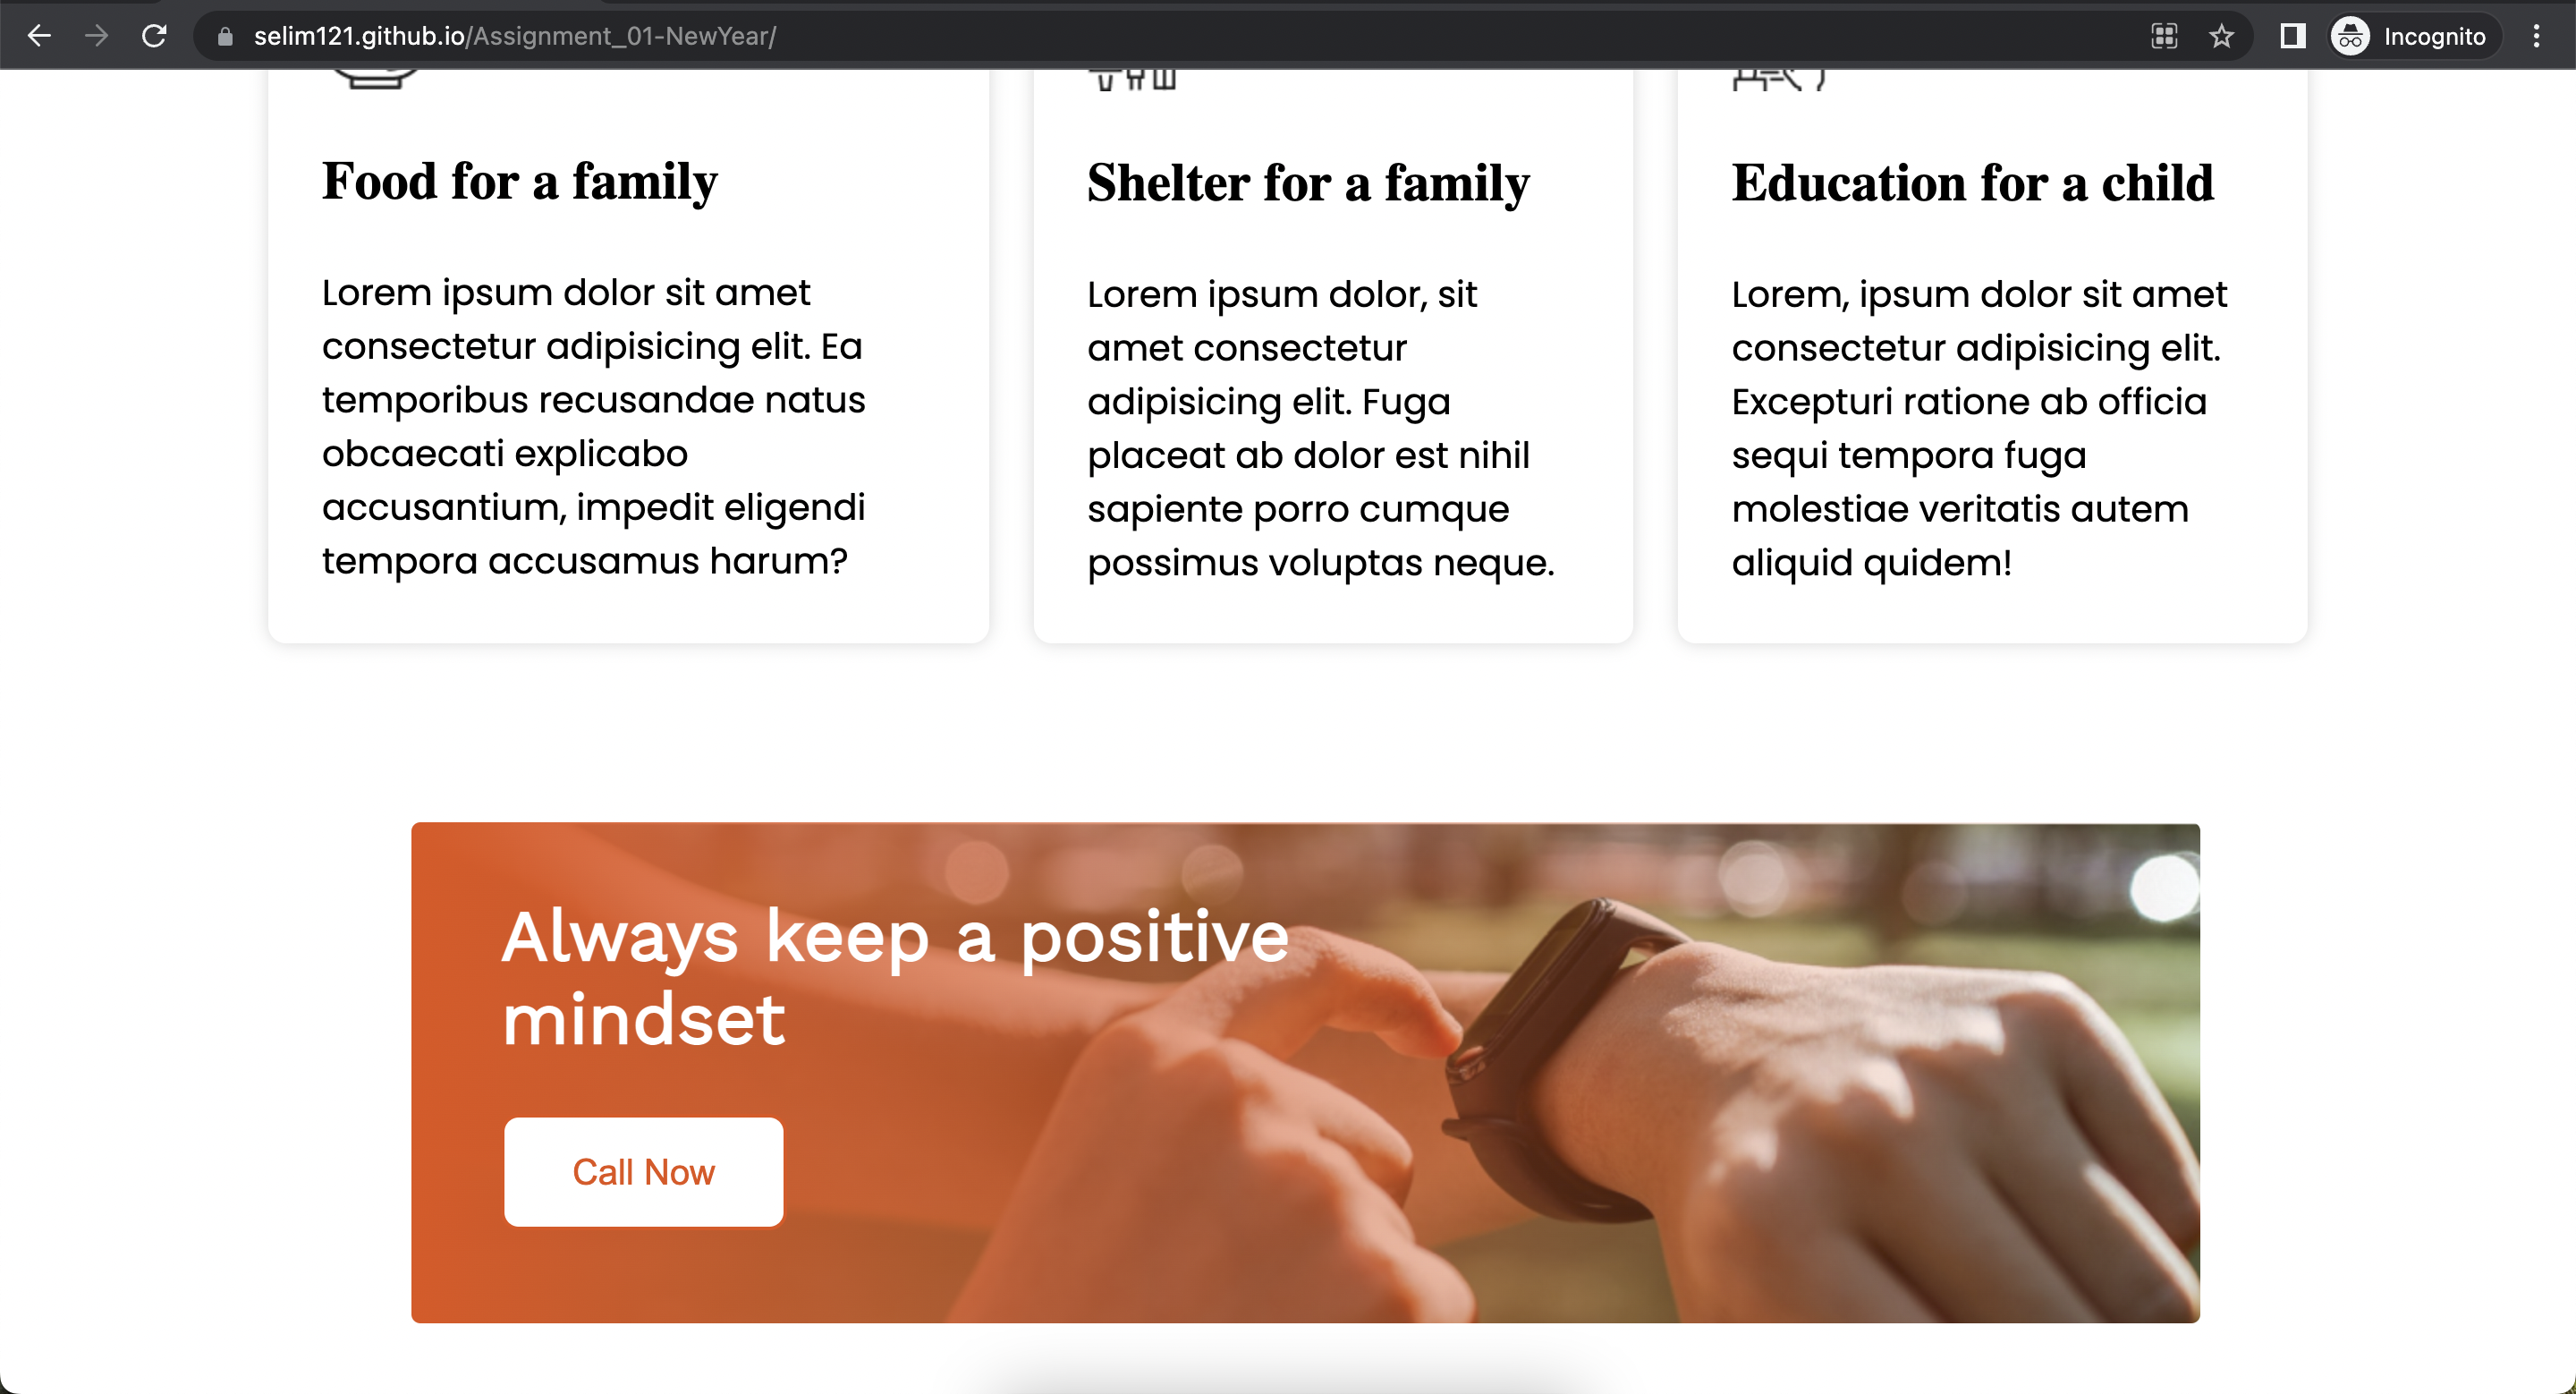 selim121.github.io/Assignment_01-NewYear/
Incognito
Food for a family
Lorem ipsum dolor sit amet
consectetur adipisicing elit. Ea
temporibus recusandae natus
obcaecati explicabo
accusantium, impedit eligendi
tempora accusamus harum?
Shelter for a family
Lorem ipsum dolor, sit
amet consectetur
adipisicing elit. Fuga
placeat ab dolor est nihil
sapiente porro cumque
possimus voluptas neque.
Education for a child
Lorem, ipsum dolor sit amet
consectetur adipisicing elit.
Excepturi ratione ab officia
sequi tempora fuga
molestiae veritatis autem
aliquid quidem!
Always keep a positive
mindset
Call Now